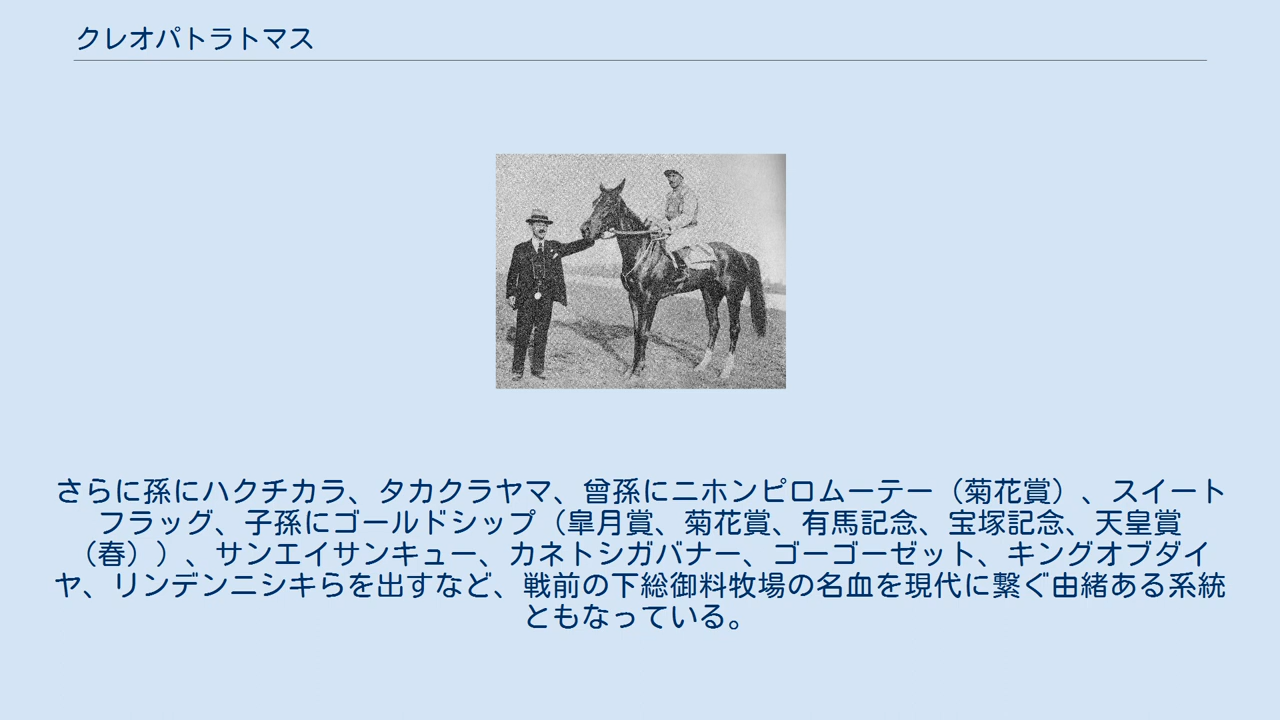 クレオパトラトマス
さらに孫にハクチカラ、タカクラヤマ、曾孫にニホンピロムーテー（菊花賞）、スイート
フラッグ、子孫にゴールドシップ（皐月賞、菊花賞、有馬記念、宝塚記念、天皇賞
（春））、サンエイサンキュー、カネトシガバナー、ゴーゴーゼット、キングオブダイ
ヤ、リンデンニシキらを出すなど、戦前の下総御料牧場の名血を現代に繋ぐ由緒ある系統
ともなっている。